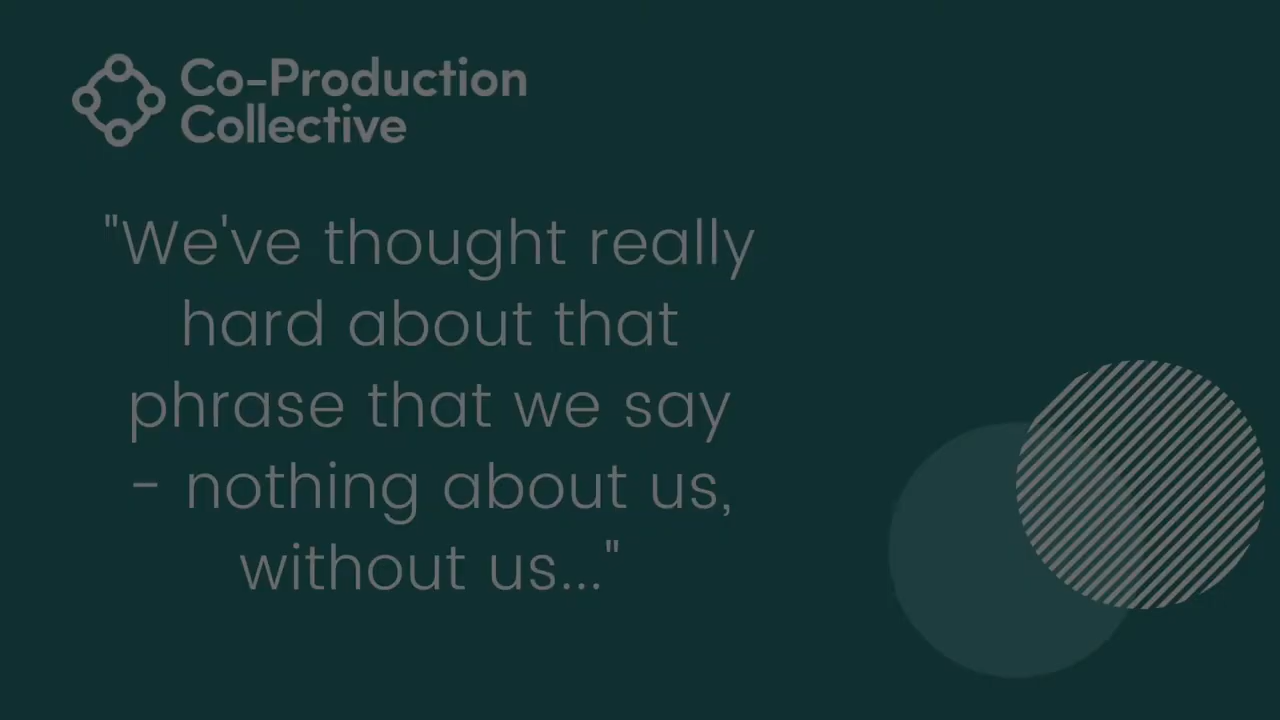 Co-Production
Collective
"We've thought really
hard about that
phrase that we say
- nothing about us,
without us..."